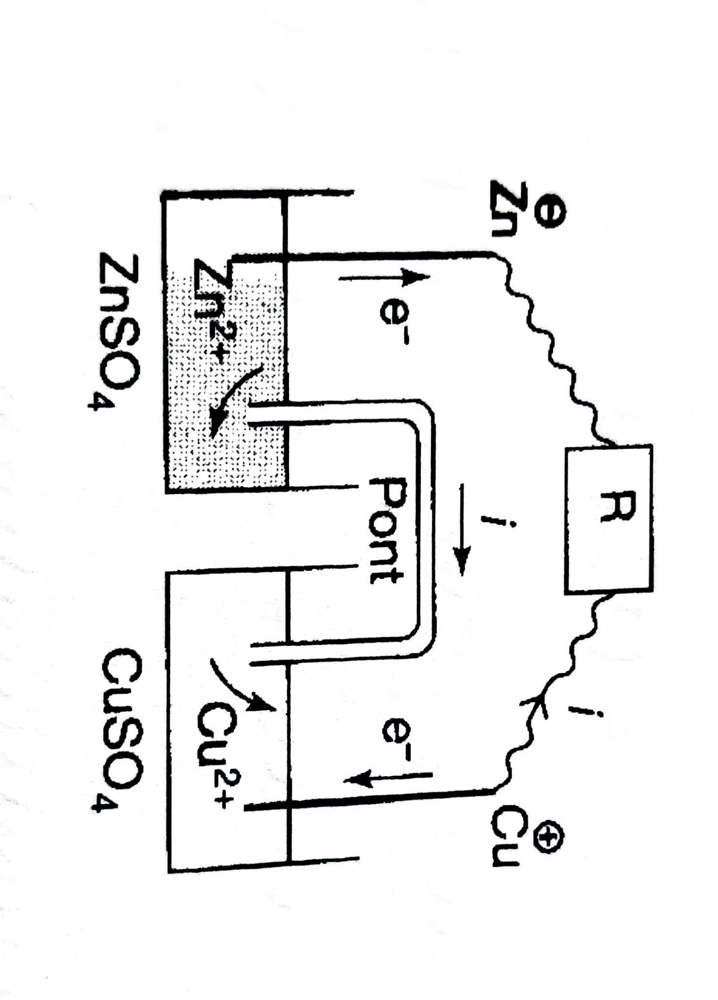 R
i
⊖
Zn
⊕
Cu
i
e⁻
e⁻
Pont
Zn²⁺
Cu²⁺
ZnSO₄
CuSO₄